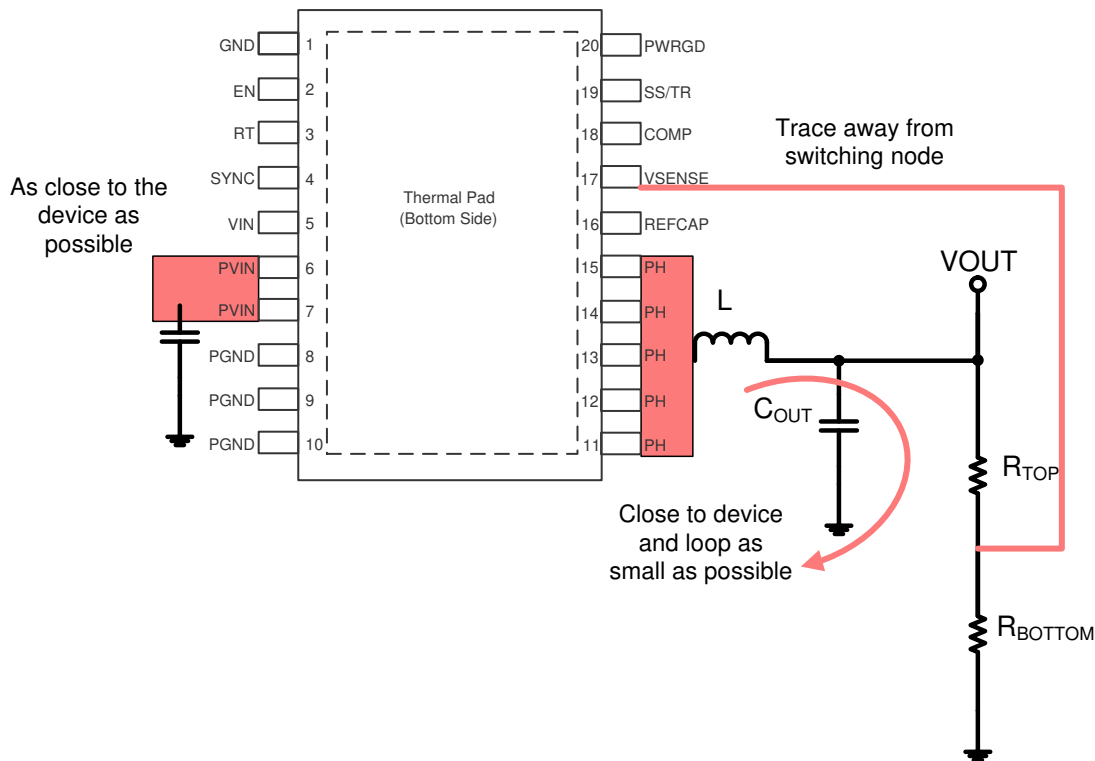 GND
1
20
PWRGD
EN
2
19
SS/TR
RT
3
18
COMP
Trace away from
switching node
SYNC
4
17
VSENSE
As close to the
device as
possible
Thermal Pad
(Bottom Side)
VIN
5
16
REFCAP
PVIN
6
15
PH
VOUT
PVIN
7
14
PH
L
PGND
8
13
PH
PGND
9
12
PH
COUT
PGND
10
11
PH
RTOP
Close to device
and loop as
small as possible
RBOTTOM